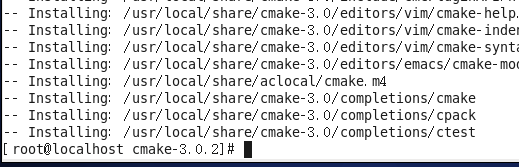 -- Installing: /usr/local/share/cmake-3.0/editors/vim/cmake-help.
-- Installing: /usr/local/share/cmake-3.0/editors/vim/cmake-inden
-- Installing: /usr/local/share/cmake-3.0/editors/vim/cmake-synta
-- Installing: /usr/local/share/cmake-3.0/editors/emacs/cmake-mod
-- Installing: /usr/local/share/aclocal/cmake.m4
-- Installing: /usr/local/share/cmake-3.0/completions/cmake
-- Installing: /usr/local/share/cmake-3.0/completions/cpack
-- Installing: /usr/local/share/cmake-3.0/completions/ctest
[root@localhost cmake-3.0.2]#